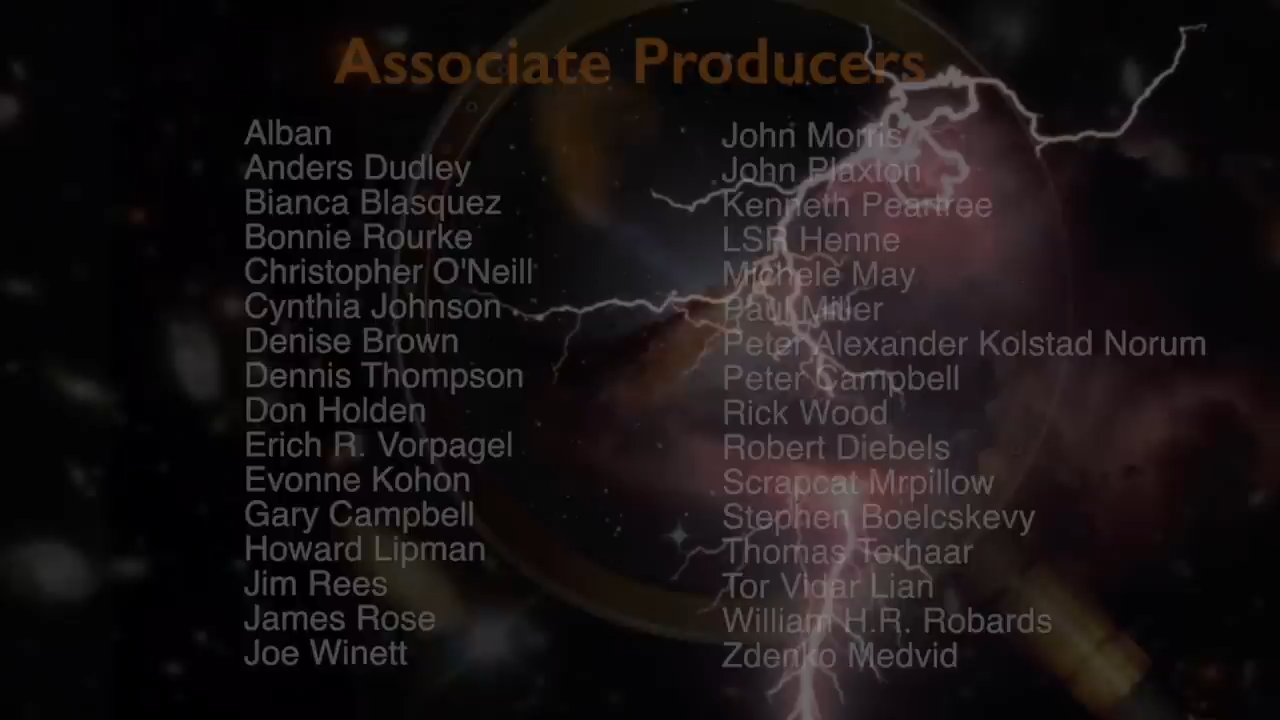 Associate Producers
Alban
Anders Dudley
Bianca Blasquez
Bonnie Rourke
Christopher O'Neill
Cynthia Johnson
Denise Brown
Dennis Thompson
Don Holden
Erich R. Vorpagel
Evonne Kohon
Gary Campbell
Howard Lipman
Jim Rees
James Rose
Joe Winett
John Morris
John Plaxton
Kenneth Peartree
LSR Henne
Michele May
Paul Miller
Peter Alexander Kolstad Norum
Peter Campbell
Rick Wood
Robert Diebels
Scrapcat Mrpillow
Stephen Boelcskevy
Thomas Terhaar
Tor Vidar Lian
William H.R. Robards
Zdenko Medvid